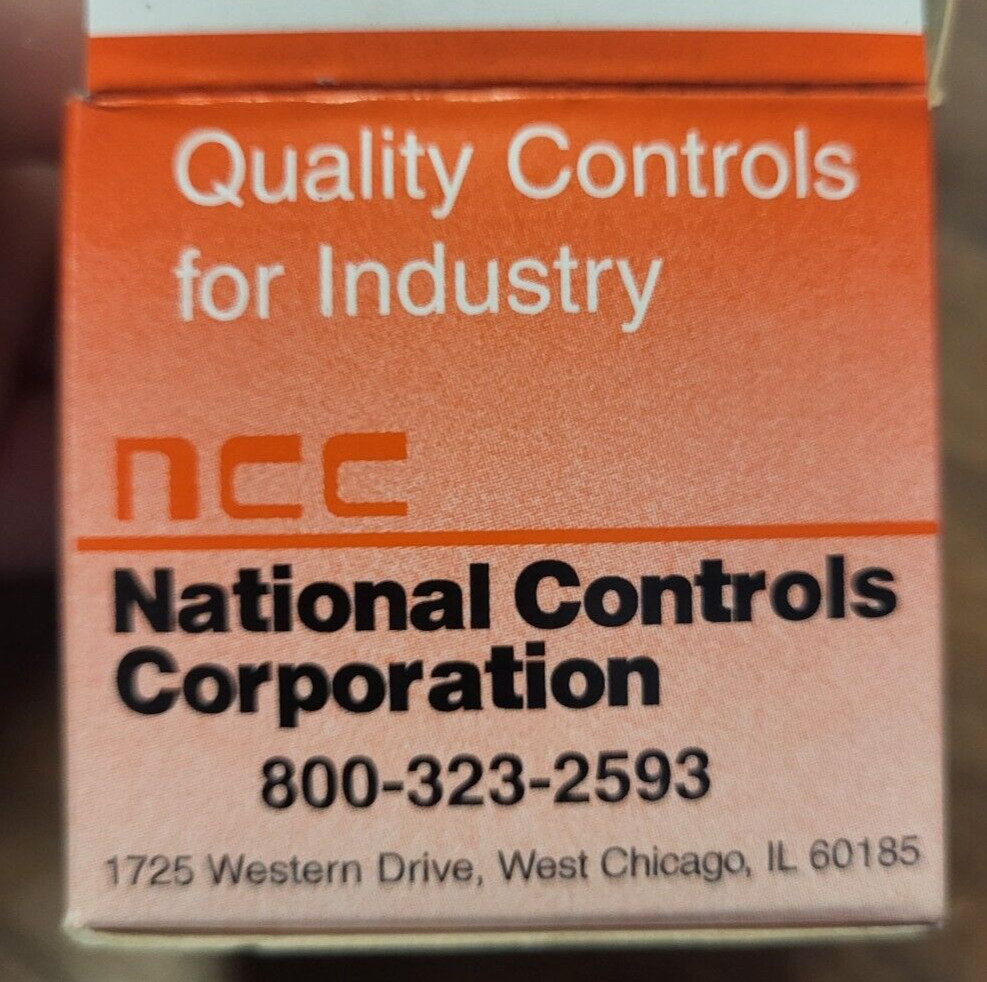 Quality Controls
for Industry
ncc
National Controls
Corporation
800-323-2593
1725 Western Drive, West Chicago, IL 60185